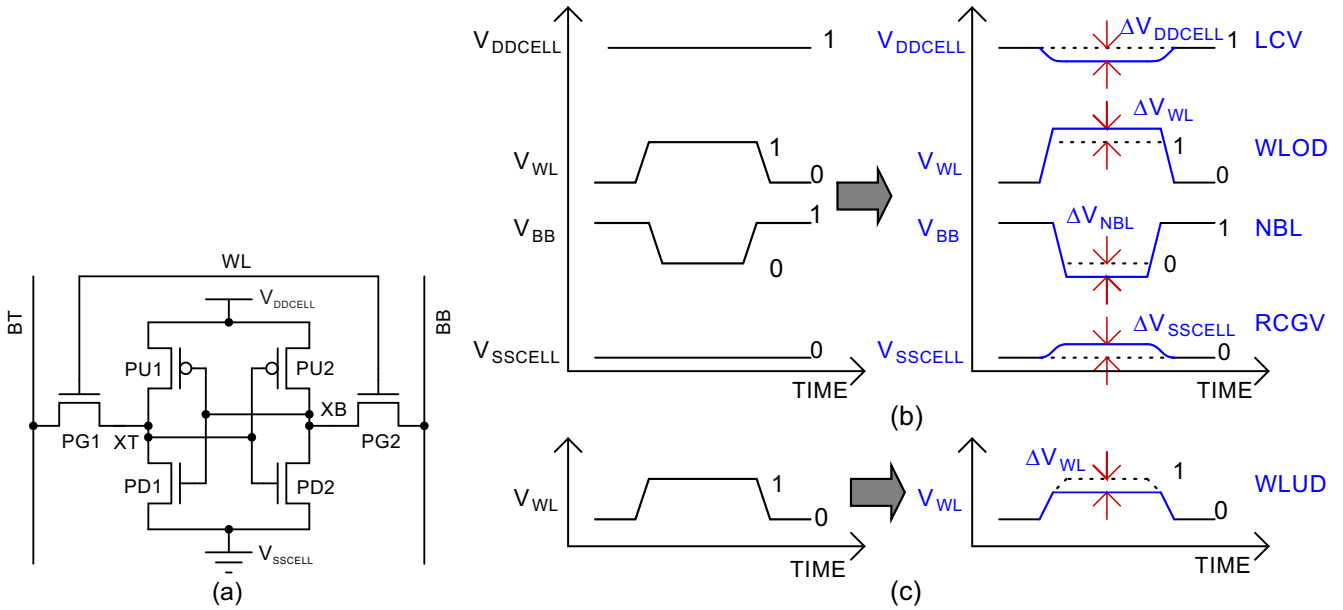 WL
BT
BB
V_DDCELL
PU1
PU2
XB
PG1
XT
PG2
PD1
PD2
V_SSCELL
(a)
V_DDCELL
1
V_WL
1
0
V_BB
1
0
V_SSCELL
0
TIME
V_DDCELL
ΔV_DDCELL
1
LCV
ΔV_WL
V_WL
1
0
WLOD
V_BB
ΔV_NBL
1
0
NBL
V_SSCELL
ΔV_SSCELL
0
RCGV
TIME
(b)
V_WL
1
0
TIME
V_WL
ΔV_WL
1
0
WLUD
TIME
(c)